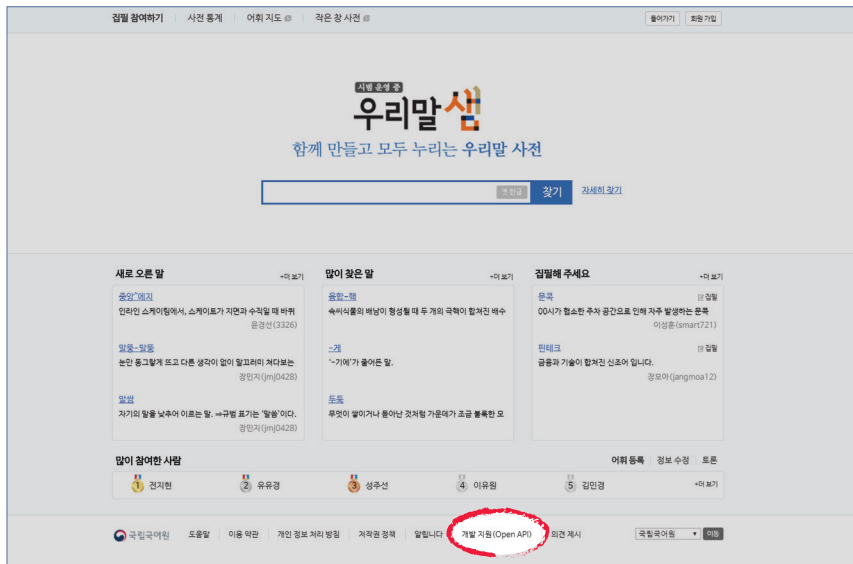 집필 참여하기 사전 통계 어휘 지도 작은 창 사전 들어가기 회원 가입
시범 운영 중
우리말샘
함께 만들고 모두 누리는 우리말 사전
옛 한글 찾기 자세히 찾기
새로 오른 말 +더 보기 많이 찾은 말 +더 보기 집필해 주세요 +더 보기
중앙^에지 융합-핵 문콕 집필
인라인 스케이팅에서, 스케이트가 지면과 수직일 때 바뀌 속씨식물의 배낭이 형성될 때 두 개의 극핵이 합쳐진 배수 00시가 협소한 주차 공간으로 인해 자주 발생하는 문콕
윤경선(3326) 이성훈(smart721)
말뚱-말뚱 -게 핀테크 집필
눈만 동그랗게 뜨고 다른 생각이 없이 말끄러미 쳐다보는 '-기에'가 줄어든 말. 금융과 기술이 합쳐진 신조어 입니다.
장민지(jmj0428) 장모아(jangmoa12)
말쌈 두둑
자기의 말을 낮추어 이르는 말. ⇒규범 표기는 '말씀'이다. 무엇이 쌓이거나 돋아난 것처럼 가운데가 조금 불룩한 모
장민지(jmj0428)
많이 참여한 사람 어휘 등록 정보 수정 토론
1 전지현 2 유유경 3 성주선 4 이유원 5 김민경 +더 보기
국립국어원 도움말 이용 약관 개인 정보 처리 방침 저작권 정책 알립니다 개발 지원(Open API) 의견 제시 국립국어원 이동